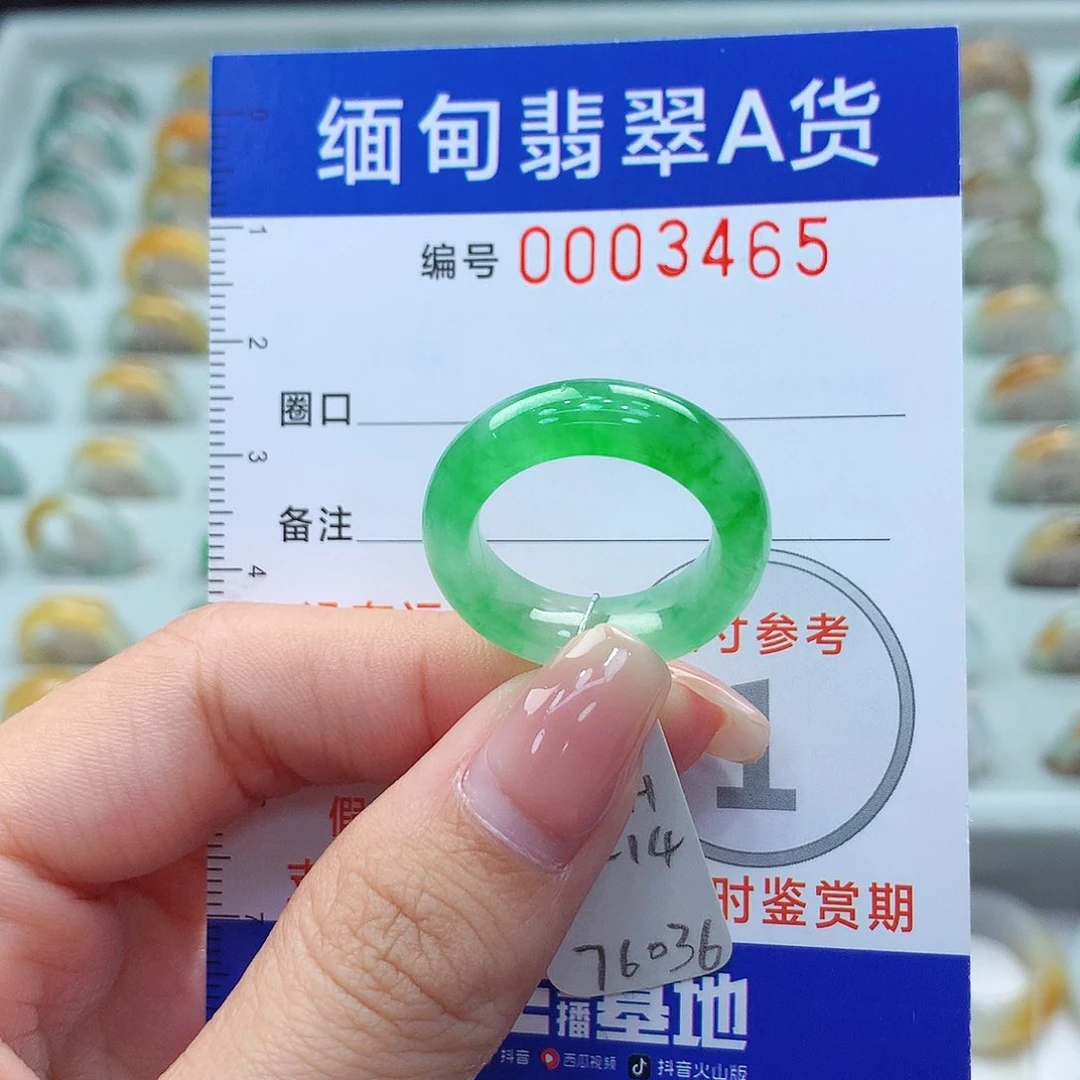 缅甸翡翠A货
编号 0003465
1
2
圈口
3
备注
4
寸参考
1
14
时鉴赏期
7
76036
播基地
抖音 西瓜视频 抖音火山版